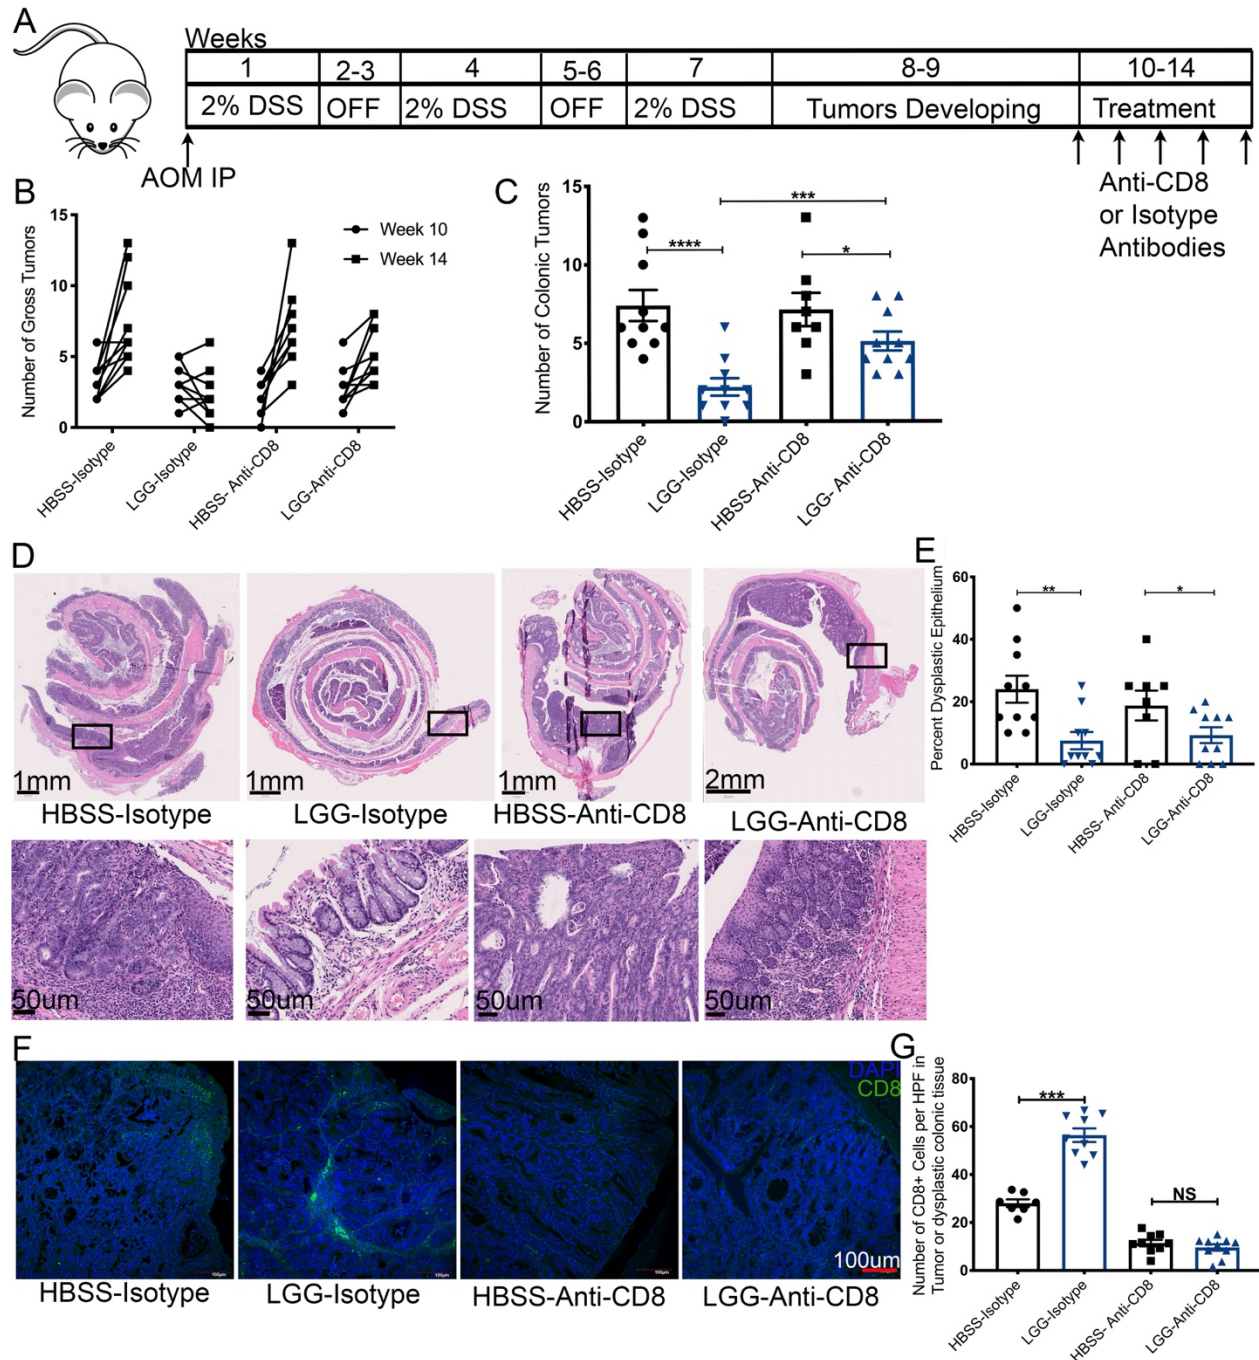 A
Weeks
1 2-3 4 5-6 7 8-9 10-14
2% DSS OFF 2% DSS OFF 2% DSS Tumors Developing Treatment
AOM IP
Anti-CD8
or Isotype
Antibodies
B
Number of Gross Tumors
15
10
5
0
Week 10
Week 14
HBSS-Isotype
LGG-Isotype
HBSS- Anti-CD8
LGG-Anti-CD8
C
Number of Colonic Tumors
15
10
5
0
****
***
*
HBSS-Isotype
LGG-Isotype
HBSS-Anti-CD8
LGG- Anti-CD8
D
1mm
HBSS-Isotype
1mm
LGG-Isotype
1mm
HBSS-Anti-CD8
2mm
LGG-Anti-CD8
50um
50um
50um
50um
E
Percent Dysplastic Epithelium
60
40
20
0
**
*
HBSS-Isotype
LGG-Isotype
HBSS- Anti-CD8
LGG-Anti-CD8
F
DAPI
CD8
100um
HBSS-Isotype
LGG-Isotype
HBSS-Anti-CD8
LGG-Anti-CD8
G
Number of CD8+ Cells per HPF in
Tumor or dysplastic colonic tissue
80
60
40
20
0
***
NS
HBSS-Isotype
LGG-Isotype
HBSS- Anti-CD8
LGG-Anti-CD8